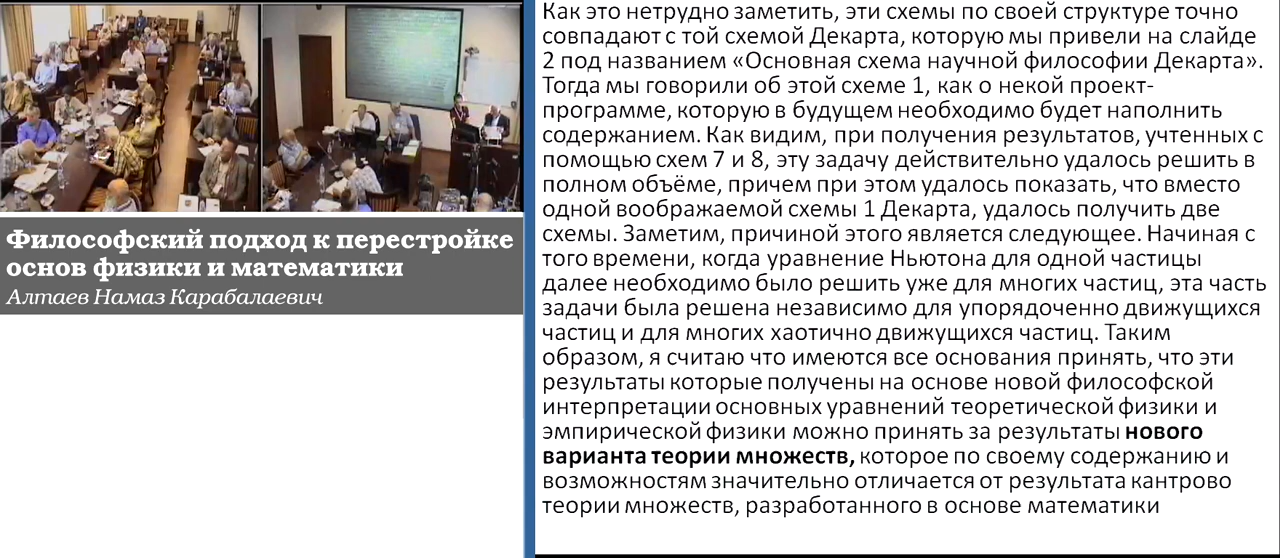 Философский подход к перестройке
основ физики и математики
Алтаев Намаз Карабалаевич
Как это нетрудно заметить, эти схемы по своей структуре точно
совпадают с той схемой Декарта, которую мы привели на слайде
2 под названием «Основная схема научной философии Декарта».
Тогда мы говорили об этой схеме 1, как о некой проект-
программе, которую в будущем необходимо будет наполнить
содержанием. Как видим, при получения результатов, учтенных с
помощью схем 7 и 8, эту задачу действительно удалось решить в
полном объёме, причем при этом удалось показать, что вместо
одной воображаемой схемы 1 Декарта, удалось получить две
схемы. Заметим, причиной этого является следующее. Начиная с
того времени, когда уравнение Ньютона для одной частицы
далее необходимо было решить уже для многих частиц, эта часть
задачи была решена независимо для упорядоченно движущихся
частиц и для многих хаотично движущихся частиц. Таким
образом, я считаю что имеются все основания принять, что эти
результаты которые получены на основе новой философской
интерпретации основных уравнений теоретической физики и
эмпирической физики можно принять за результаты нового
варианта теории множеств, которое по своему содержанию и
возможностям значительно отличается от результата кантрово
теории множеств, разработанного в основе математики